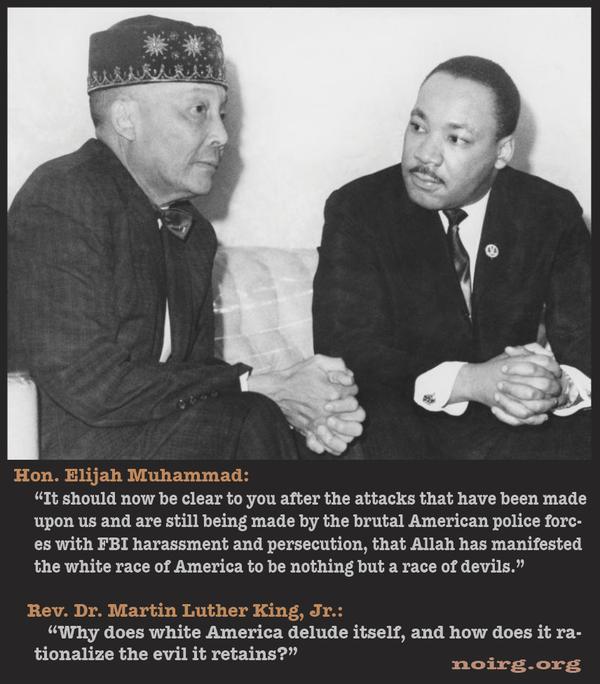 Hon. Elijah Muhammad:
“It should now be clear to you after the attacks that have been made
upon us and are still being made by the brutal American police forc-
es with FBI harassment and persecution, that Allah has manifested
the white race of America to be nothing but a race of devils.”
Rev. Dr. Martin Luther King, Jr.:
“Why does white America delude itself, and how does it ra-
tionalize the evil it retains?”
noirg.org